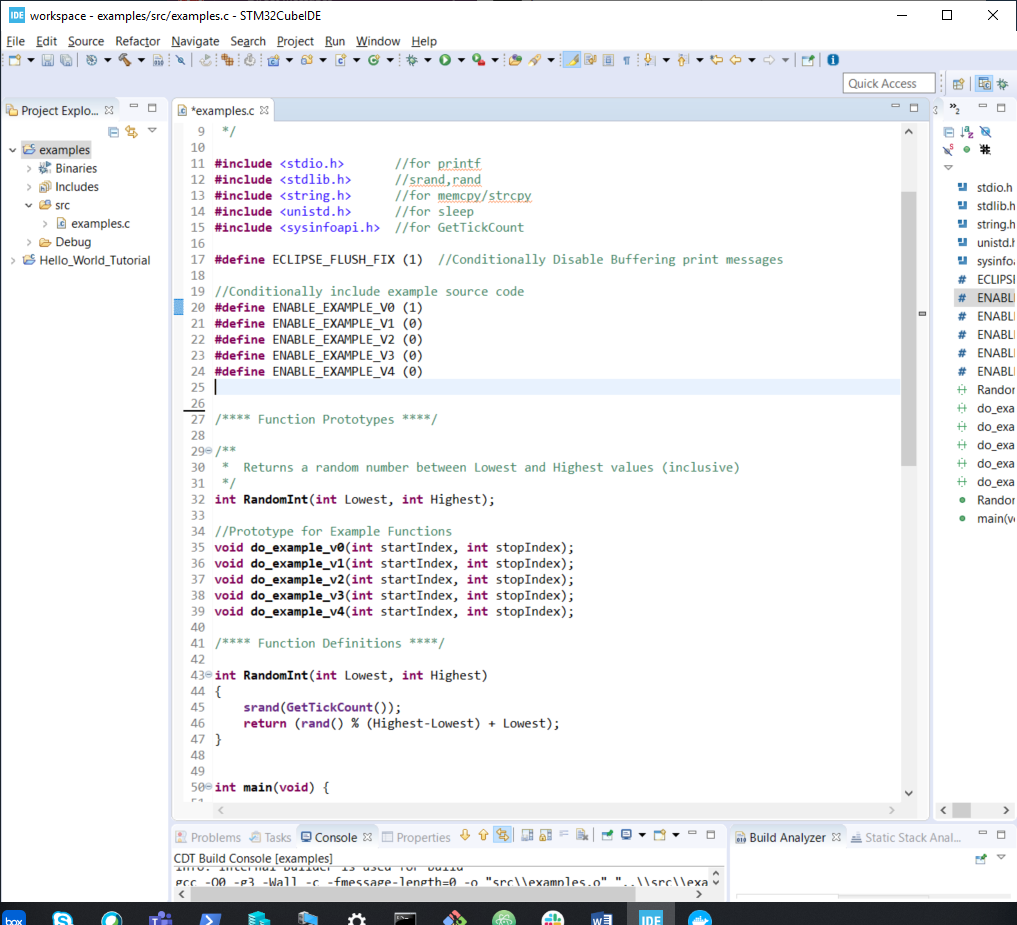 IDE workspace - examples/src/examples.c - STM32CubeIDE
File Edit Source Refactor Navigate Search Project Run Window Help
Quick Access
Project Explo...
*examples.c
2
9 */
10
11 #include <stdio.h> //for printf
12 #include <stdlib.h> //srand,rand
13 #include <string.h> //for memcpy/strcpy
14 #include <unistd.h> //for sleep
15 #include <sysinfoapi.h> //for GetTickCount
16
17 #define ECLIPSE_FLUSH_FIX (1) //Conditionally Disable Buffering print messages
18
19 //Conditionally include example source code
20 #define ENABLE_EXAMPLE_V0 (1)
21 #define ENABLE_EXAMPLE_V1 (0)
22 #define ENABLE_EXAMPLE_V2 (0)
23 #define ENABLE_EXAMPLE_V3 (0)
24 #define ENABLE_EXAMPLE_V4 (0)
25
26
27 /**** Function Prototypes ****/
28
29 /**
30 * Returns a random number between Lowest and Highest values (inclusive)
31 */
32 int RandomInt(int Lowest, int Highest);
33
34 //Prototype for Example Functions
35 void do_example_v0(int startIndex, int stopIndex);
36 void do_example_v1(int startIndex, int stopIndex);
37 void do_example_v2(int startIndex, int stopIndex);
38 void do_example_v3(int startIndex, int stopIndex);
39 void do_example_v4(int startIndex, int stopIndex);
40
41 /**** Function Definitions ****/
42
43 int RandomInt(int Lowest, int Highest)
44 {
45 srand(GetTickCount());
46 return (rand() % (Highest-Lowest) + Lowest);
47 }
48
49
50 int main(void) {
51
examples
Binaries
Includes
src
examples.c
Debug
Hello_World_Tutorial
stdio.h
stdlib.h
string.h
unistd.h
sysinfoa
# ECLIPSE
# ENABL
# ENABL
# ENABL
# ENABL
# ENABL
Random
do_exa
do_exa
do_exa
do_exa
do_exa
Random
main(v
Problems Tasks Console Properties
CDT Build Console [examples]
Info: Internal Builder is used for build
gcc -O0 -g3 -Wall -c -fmessage-length=0 -o "src\\examples.o" "..\\src\\exa
Build Analyzer Static Stack Anal...
box
IDE